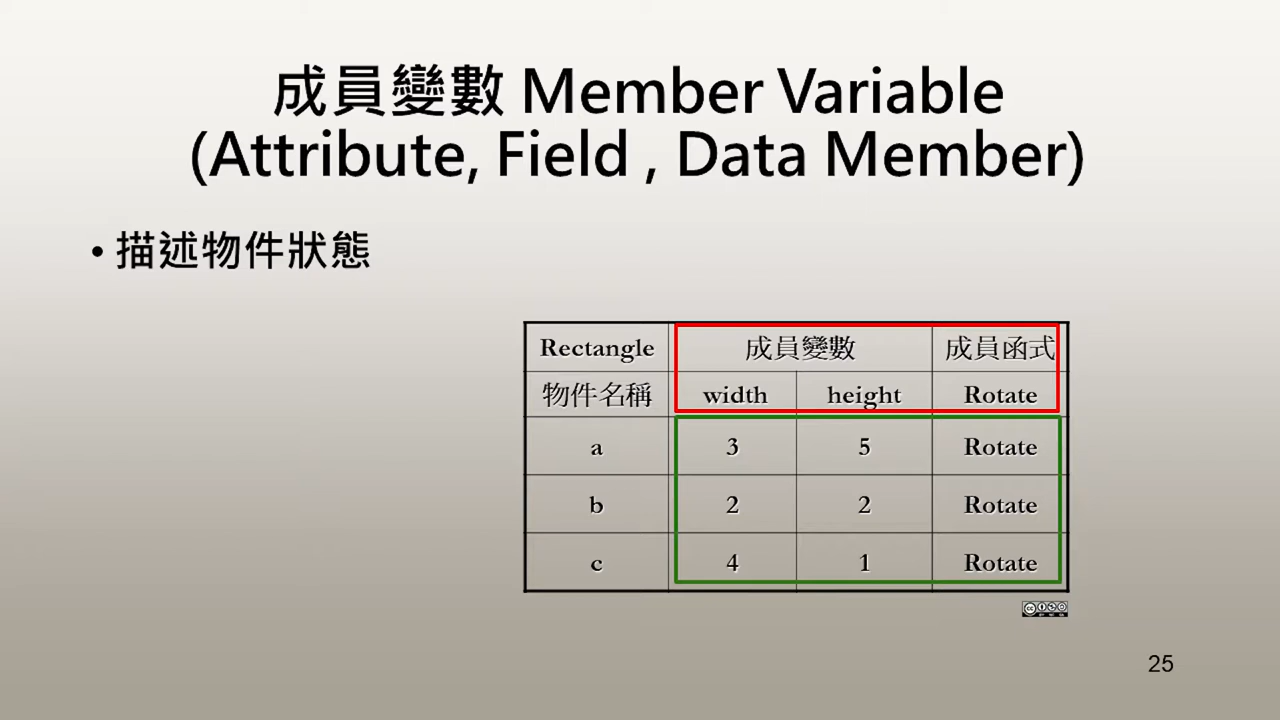 成員變數 Member Variable
(Attribute, Field , Data Member)
• 描述物件狀態
Rectangle 成員變數 成員函式
物件名稱 width height Rotate
a 3 5 Rotate
b 2 2 Rotate
c 4 1 Rotate
25